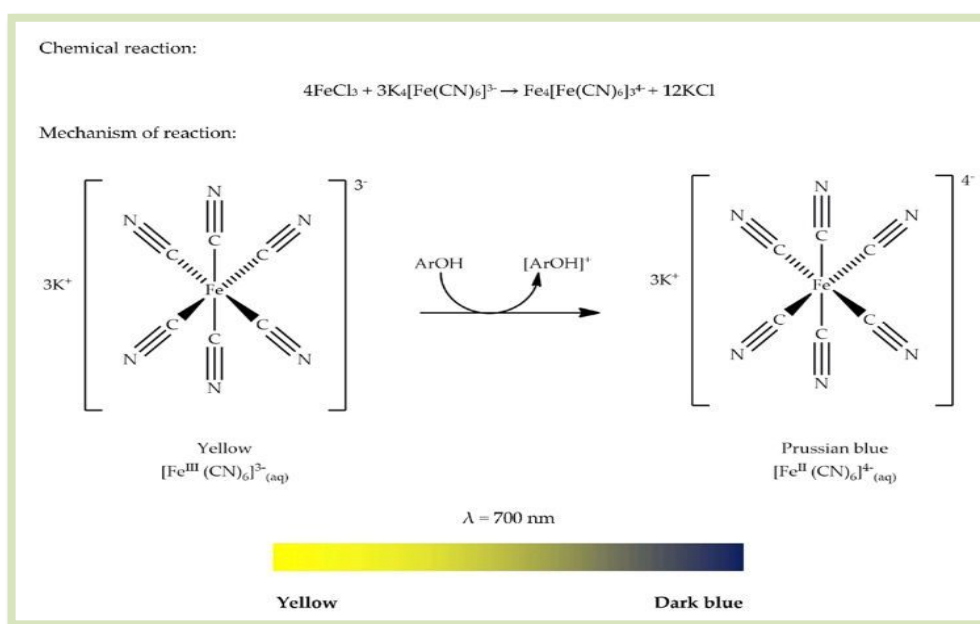 Chemical reaction:
4FeCl₃ + 3K₄[Fe(CN)₆]³⁻ → Fe₄[Fe(CN)₆]₃⁴⁺ + 12KCl
Mechanism of reaction:
3K⁺ [Fe C N C N C N C N C N C N]³⁻
ArOH [ArOH]⁺
3K⁺ [Fe C N C N C N C N C N C N]⁴⁻
Yellow
[Feᴵᴵᴵ (CN)₆]³⁻(aq)
Prussian blue
[Feᴵᴵ (CN)₆]⁴⁻(aq)
λ = 700 nm
Yellow
Dark blue